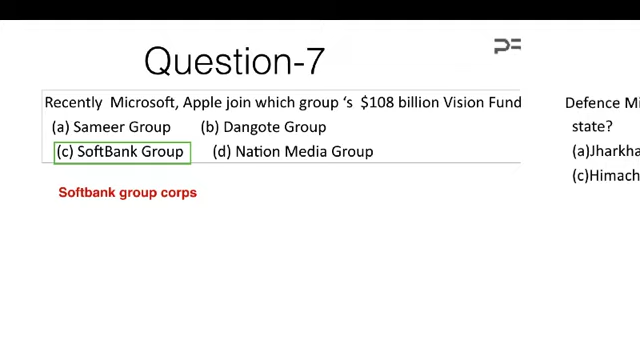 Question-7
Recently Microsoft, Apple join which group 's $108 billion Vision Fund
(a) Sameer Group (b) Dangote Group
(c) SoftBank Group (d) Nation Media Group
Softbank group corps
Defence Mi
state?
(a)Jharkha
(c)Himach